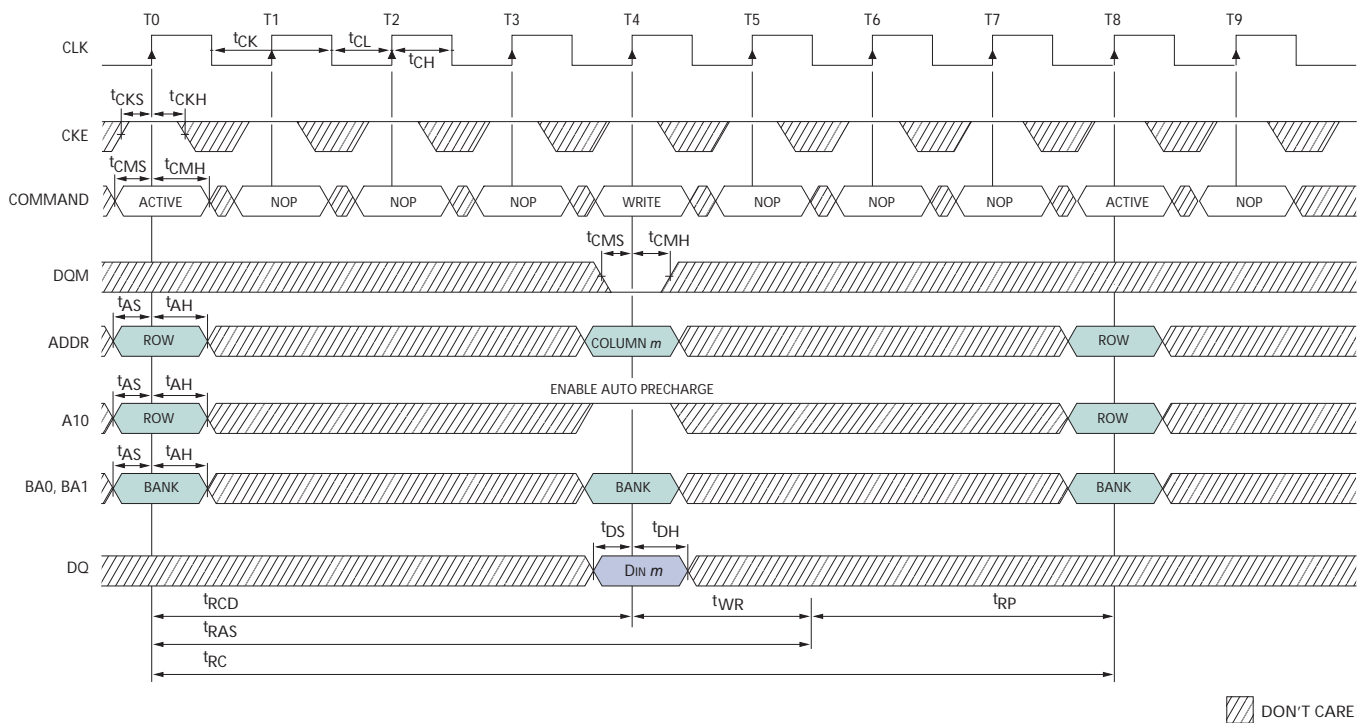 T0 T1 T2 T3 T4 T5 T6 T7 T8 T9
CLK tCK tCL tCH
tCKS tCKH
CKE
tCMS tCMH
COMMAND ACTIVE NOP NOP NOP WRITE NOP NOP NOP ACTIVE NOP
tCMS tCMH
DQM
tAS tAH
ADDR ROW COLUMN m ROW
tAS tAH ENABLE AUTO PRECHARGE
A10 ROW ROW
tAS tAH
BA0, BA1 BANK BANK BANK
tDS tDH
DQ DIN m
tRCD tWR tRP
tRAS
tRC
DON'T CARE